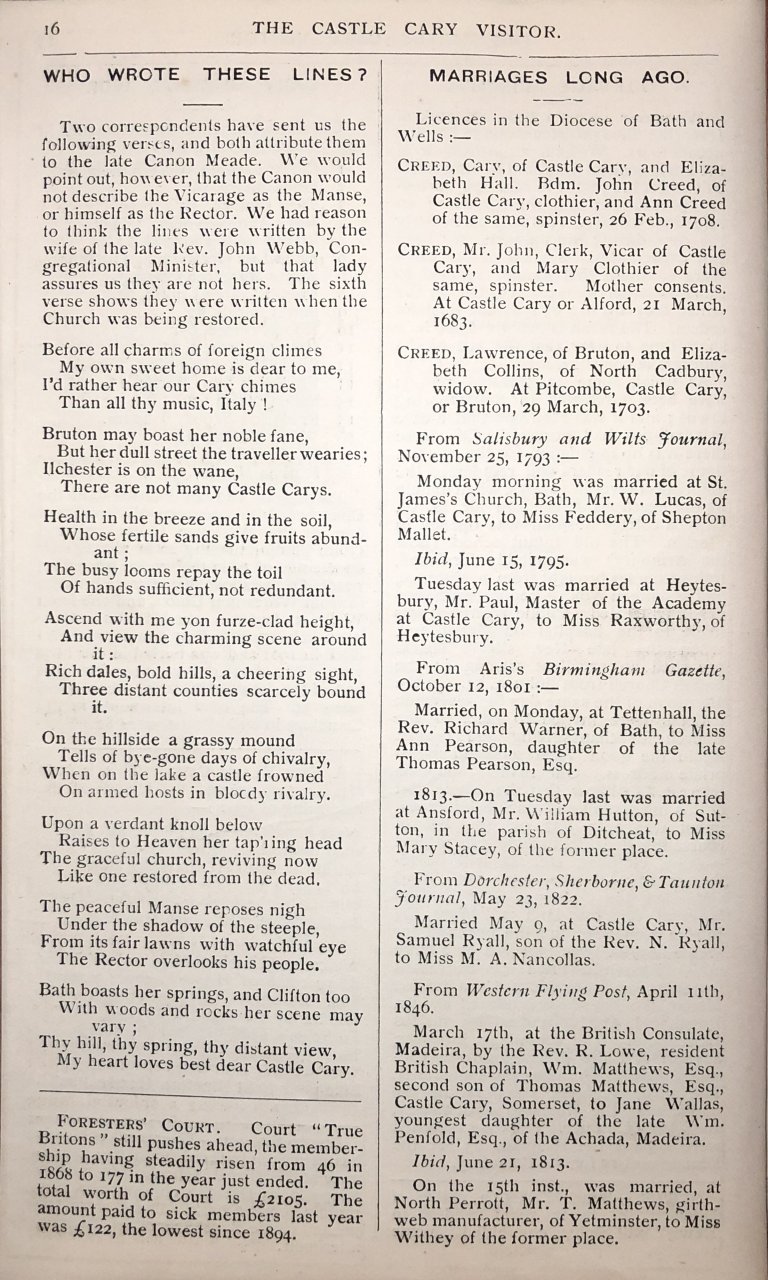 16
THE CASTLE CARY VISITOR.
WHO WROTE THESE LINES?
Two correspondents have sent us the
following verses, and both attribute them
to the late Canon Meade. We would
point out, however, that the Canon would
not describe the Vicarage as the Manse,
or himself as the Rector. We had reason
to think the lines were written by the
wife of the late Rev. John Webb, Con-
gregational Minister, but that lady
assures us they are not hers. The sixth
verse shows they were written when the
Church was being restored.
Before all charms of foreign climes
My own sweet home is dear to me,
I'd rather hear our Cary chimes
Than all thy music, Italy !
Bruton may boast her noble fane,
But her dull street the traveller wearies;
Ilchester is on the wane,
There are not many Castle Carys.
Health in the breeze and in the soil,
Whose fertile sands give fruits abund-
ant ;
The busy looms repay the toil
Of hands sufficient, not redundant.
Ascend with me yon furze-clad height,
And view the charming scene around
it :
Rich dales, bold hills, a cheering sight,
Three distant counties scarcely bound
it.
On the hillside a grassy mound
Tells of bye-gone days of chivalry,
When on the lake a castle frowned
On armed hosts in bloody rivalry.
Upon a verdant knoll below
Raises to Heaven her tap'ring head
The graceful church, reviving now
Like one restored from the dead.
The peaceful Manse reposes nigh
Under the shadow of the steeple,
From its fair lawns with watchful eye
The Rector overlooks his people.
Bath boasts her springs, and Clifton too
With woods and rocks her scene may
vary ;
Thy hill, thy spring, thy distant view,
My heart loves best dear Castle Cary.
FORESTERS' COURT. Court "True
Britons" still pushes ahead, the member-
ship having steadily risen from 46 in
1868 to 177 in the year just ended. The
total worth of Court is £2105. The
amount paid to sick members last year
was £122, the lowest since 1894.
MARRIAGES LONG AGO.
Licences in the Diocese of Bath and
Wells :—
CREED, Cary, of Castle Cary, and Eliza-
beth Hall. Bdm. John Creed, of
Castle Cary, clothier, and Ann Creed
of the same, spinster, 26 Feb., 1708.
CREED, Mr. John, Clerk, Vicar of Castle
Cary, and Mary Clothier of the
same, spinster. Mother consents.
At Castle Cary or Alford, 21 March,
1683.
CREED, Lawrence, of Bruton, and Eliza-
beth Collins, of North Cadbury,
widow. At Pitcombe, Castle Cary,
or Bruton, 29 March, 1703.
From Salisbury and Wilts Journal,
November 25, 1793 :—
Monday morning was married at St.
James's Church, Bath, Mr. W. Lucas, of
Castle Cary, to Miss Feddery, of Shepton
Mallet.
Ibid, June 15, 1795.
Tuesday last was married at Heytes-
bury, Mr. Paul, Master of the Academy
at Castle Cary, to Miss Raxworthy, of
Heytesbury.
From Aris's Birmingham Gazette,
October 12, 1801 :—
Married, on Monday, at Tettenhall, the
Rev. Richard Warner, of Bath, to Miss
Ann Pearson, daughter of the late
Thomas Pearson, Esq.
1813.—On Tuesday last was married
at Ansford, Mr. William Hutton, of Sut-
ton, in the parish of Ditcheat, to Miss
Mary Stacey, of the former place.
From Dorchester, Sherborne, & Taunton
Journal, May 23, 1822.
Married May 9, at Castle Cary, Mr.
Samuel Ryall, son of the Rev. N. Ryall,
to Miss M. A. Nancollas.
From Western Flying Post, April 11th,
1846.
March 17th, at the British Consulate,
Madeira, by the Rev. R. Lowe, resident
British Chaplain, Wm. Matthews, Esq.,
second son of Thomas Matthews, Esq.,
Castle Cary, Somerset, to Jane Wallas,
youngest daughter of the late Wm.
Penfold, Esq., of the Achada, Madeira.
Ibid, June 21, 1813.
On the 15th inst., was married, at
North Perrott, Mr. T. Matthews, girth-
web manufacturer, of Yetminster, to Miss
Withey of the former place.